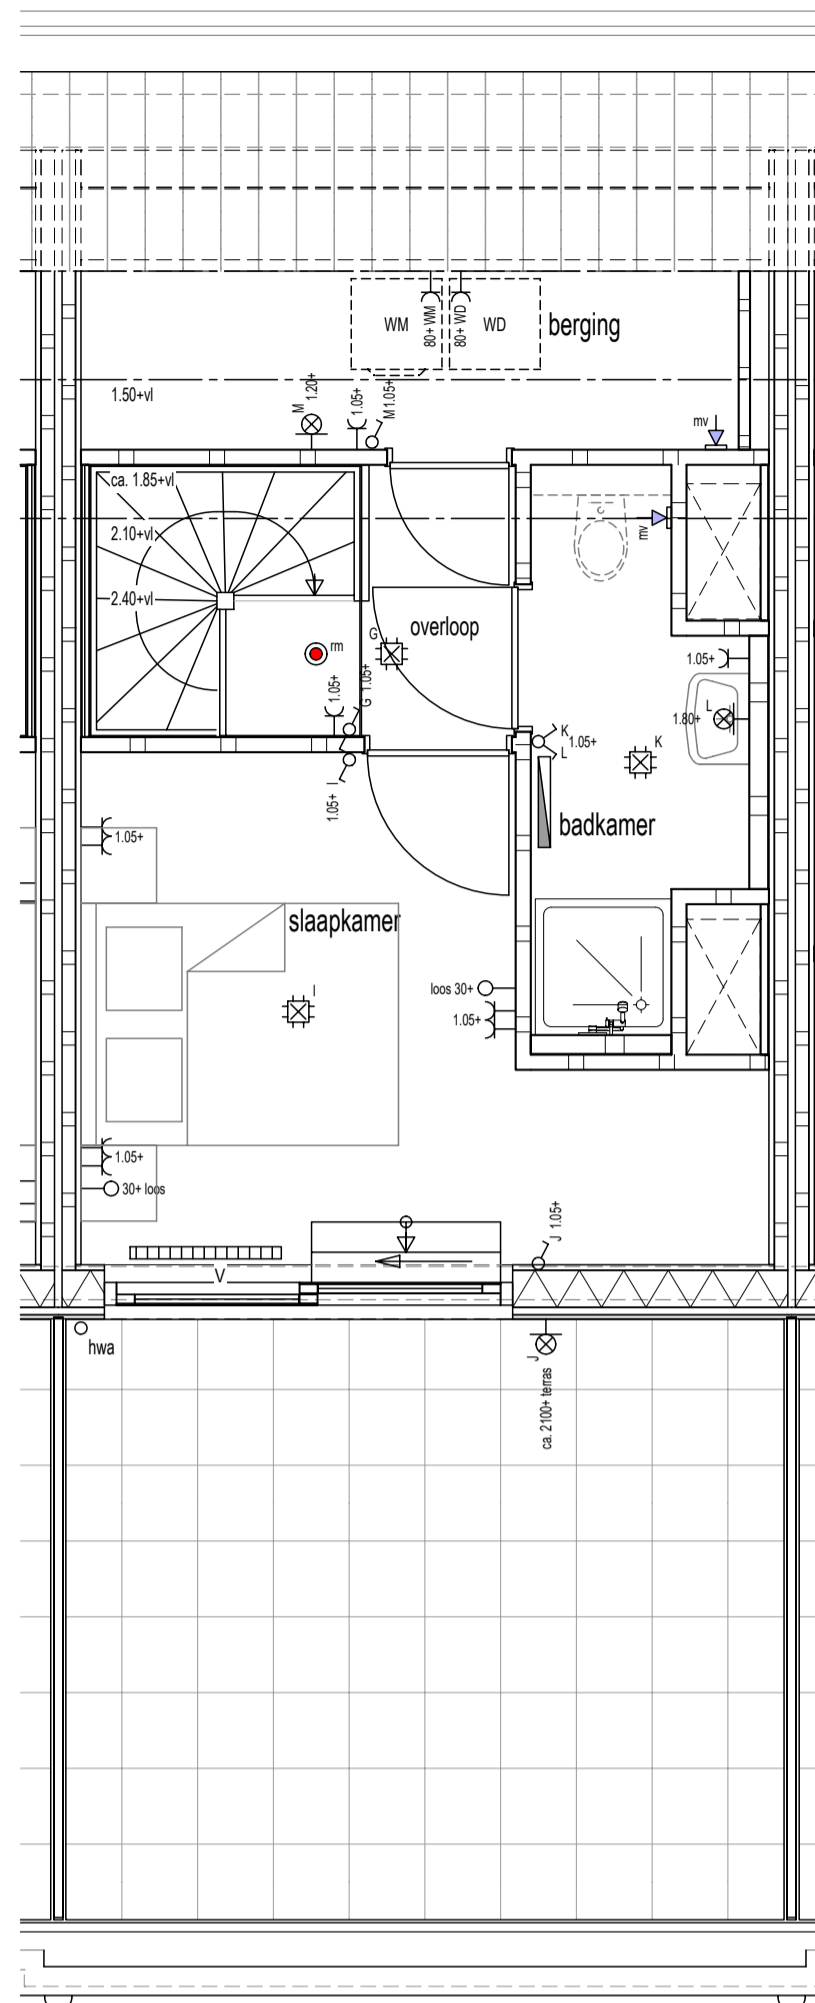 WM
80+ WM
80+ WD
WD
berging
1.50+vl
M
1.20+
1.05+
M 1.05+
mv
ca. 1.85+vl
2.10+vl
mv
2.40+vl
overloop
G
rm
1.05+
G 1.05+
1.05+
L
1.80+
K
L
1.05+
K
1.05+ I
badkamer
1.05+
slaapkamer
I
loos 30+
1.05+
1.05+
30+ loos
J 1.05+
V
hwa
J
ca. 2100+ terras